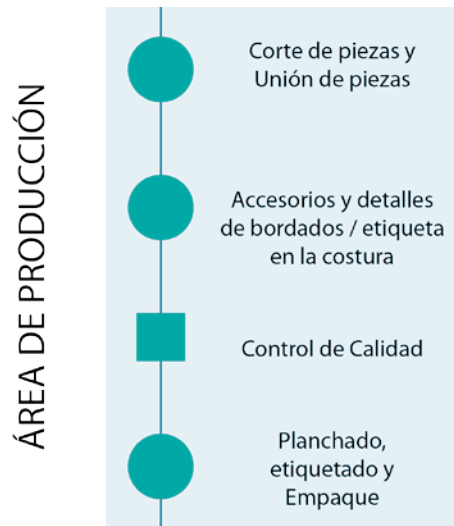 ÁREA DE PRODUCCIÓN
Corte de piezas y
Unión de piezas
Accesorios y detalles
de bordados / etiqueta
en la costura
Control de Calidad
Planchado,
etiquetado y
Empaque